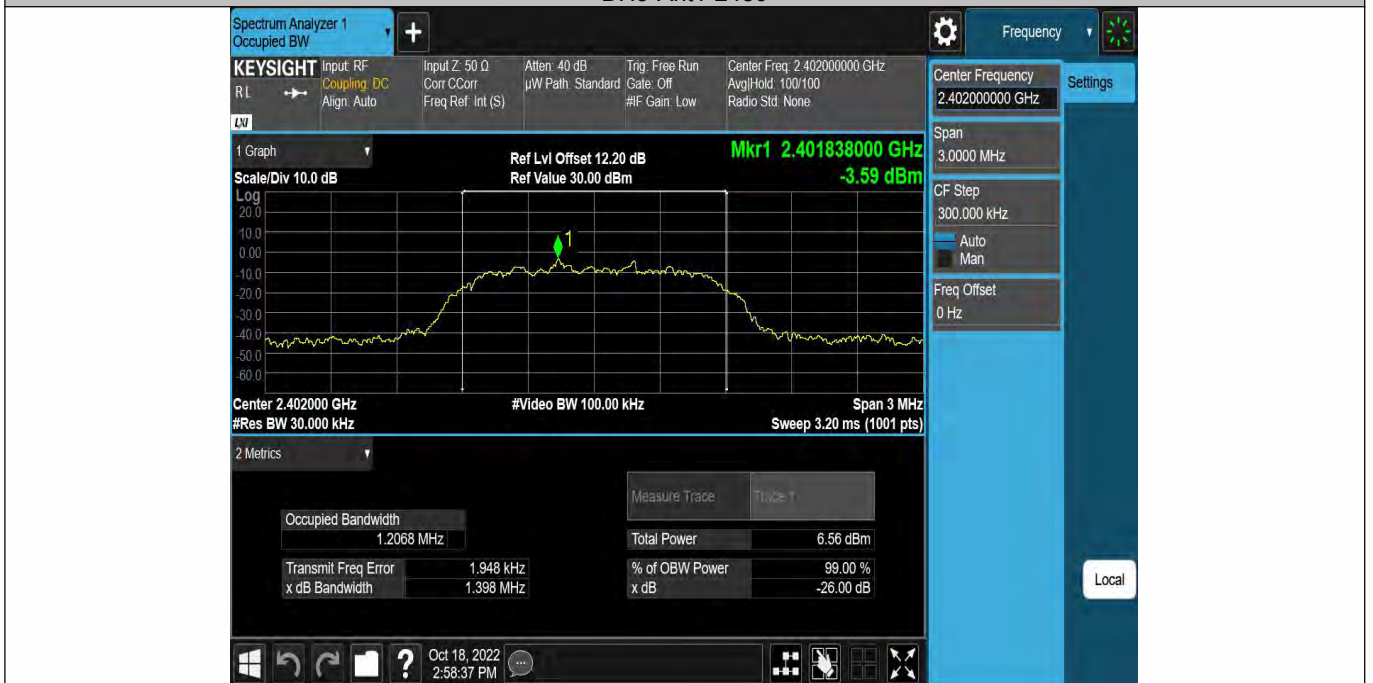 Spectrum Analyzer 1
Occupied BW
Frequency
KEYSIGHT
RL
LXI
Input: RF
Coupling: DC
Align: Auto
Input Z: 50 Ω
Corr CCorr
Freq Ref: Int (S)
Atten: 40 dB
µW Path: Standard
Trig: Free Run
Gate: Off
#IF Gain: Low
Center Freq: 2.402000000 GHz
Avg|Hold: 100/100
Radio Std: None
Center Frequency
2.402000000 GHz
Settings
Span
3.0000 MHz
CF Step
300.000 kHz
Auto
Man
Freq Offset
0 Hz
Local
1 Graph
Scale/Div 10.0 dB
Ref Lvl Offset 12.20 dB
Ref Value 30.00 dBm
Mkr1 2.401838000 GHz
-3.59 dBm
Log
20.0
10.0
0.00
-10.0
-20.0
-30.0
-40.0
-50.0
-60.0
1
Center 2.402000 GHz
#Res BW 30.000 kHz
#Video BW 100.00 kHz
Span 3 MHz
Sweep 3.20 ms (1001 pts)
2 Metrics
Measure Trace
Trace 1
Occupied Bandwidth
1.2068 MHz
Total Power
6.56 dBm
Transmit Freq Error
1.948 kHz
% of OBW Power
99.00 %
x dB Bandwidth
1.398 MHz
x dB
-26.00 dB
?
Oct 18, 2022
2:58:37 PM